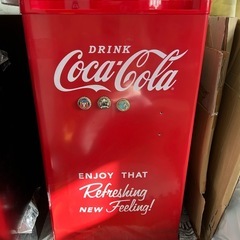 DRINK
Coca-Cola
ENJOY THAT
Refreshing
NEW Feeling!